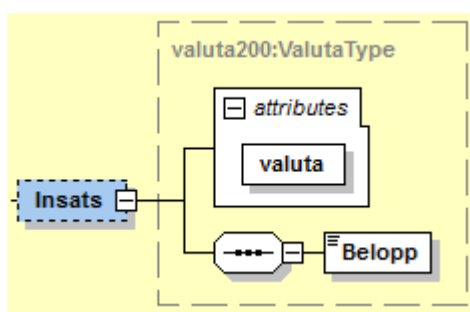 valuta200:ValutaType
attributes
valuta
Insats
Belopp